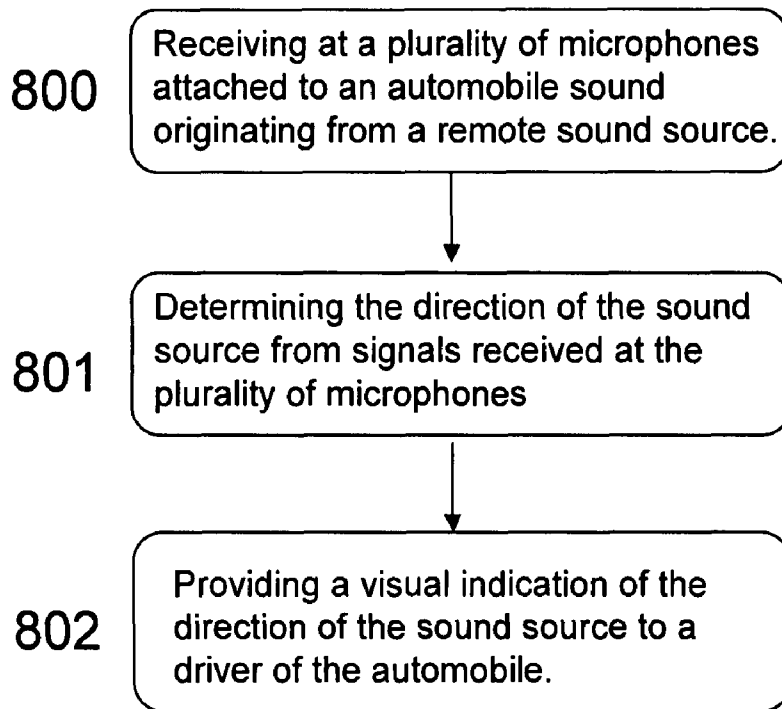 800
Receiving at a plurality of microphones
attached to an automobile sound
originating from a remote sound source.
801
Determining the direction of the sound
source from signals received at the
plurality of microphones
802
Providing a visual indication of the
direction of the sound source to a
driver of the automobile.